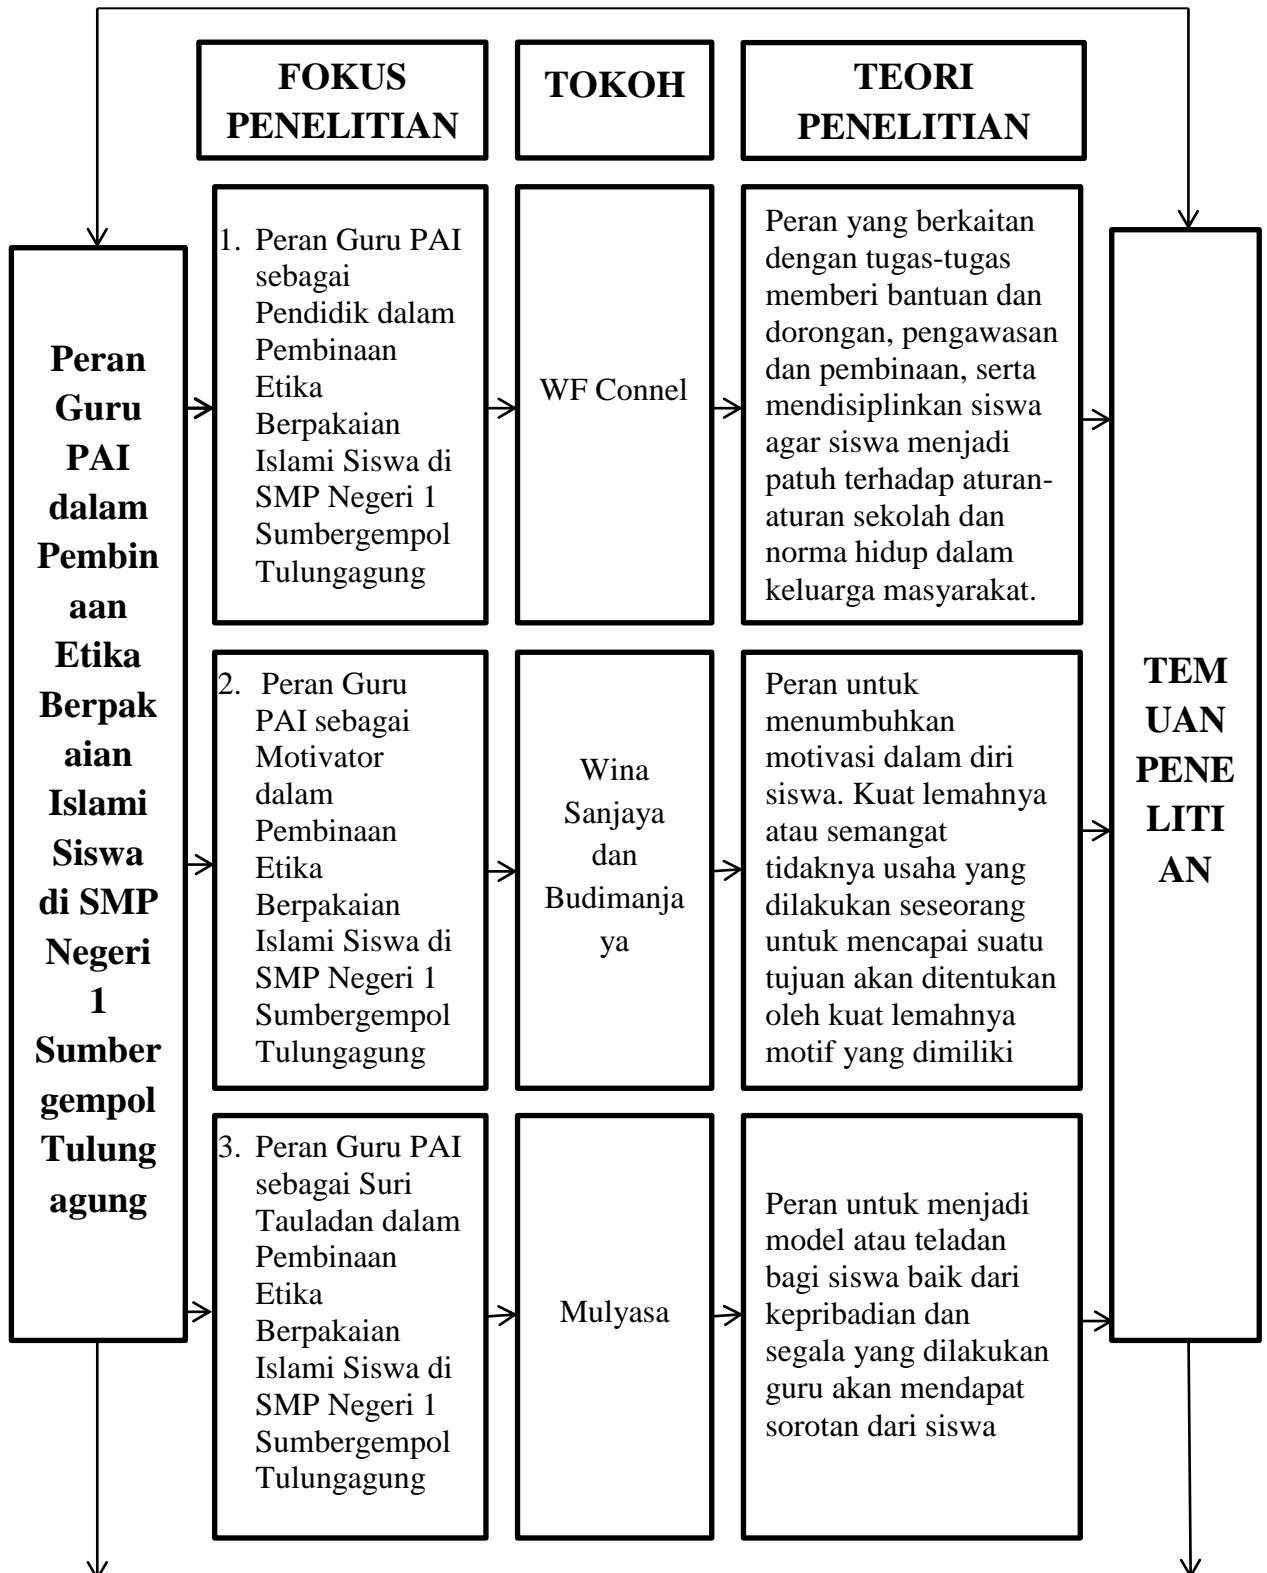 FOKUS
PENELITIAN
TOKOH
TEORI
PENELITIAN
Peran
Guru
PAI
dalam
Pembin
aan
Etika
Berpak
aian
Islami
Siswa
di SMP
Negeri
1
Sumber
gempol
Tulung
agung
1. Peran Guru PAI
sebagai
Pendidik dalam
Pembinaan
Etika
Berpakaian
Islami Siswa di
SMP Negeri 1
Sumbergempol
Tulungagung
WF Connel
Peran yang berkaitan
dengan tugas-tugas
memberi bantuan dan
dorongan, pengawasan
dan pembinaan, serta
mendisiplinkan siswa
agar siswa menjadi
patuh terhadap aturan-
aturan sekolah dan
norma hidup dalam
keluarga masyarakat.
2. Peran Guru
PAI sebagai
Motivator
dalam
Pembinaan
Etika
Berpakaian
Islami Siswa di
SMP Negeri 1
Sumbergempol
Tulungagung
Wina
Sanjaya
dan
Budimanja
ya
Peran untuk
menumbuhkan
motivasi dalam diri
siswa. Kuat lemahnya
atau semangat
tidaknya usaha yang
dilakukan seseorang
untuk mencapai suatu
tujuan akan ditentukan
oleh kuat lemahnya
motif yang dimiliki
3. Peran Guru PAI
sebagai Suri
Tauladan dalam
Pembinaan
Etika
Berpakaian
Islami Siswa di
SMP Negeri 1
Sumbergempol
Tulungagung
Mulyasa
Peran untuk menjadi
model atau teladan
bagi siswa baik dari
kepribadian dan
segala yang dilakukan
guru akan mendapat
sorotan dari siswa
TEM
UAN
PENE
LITI
AN